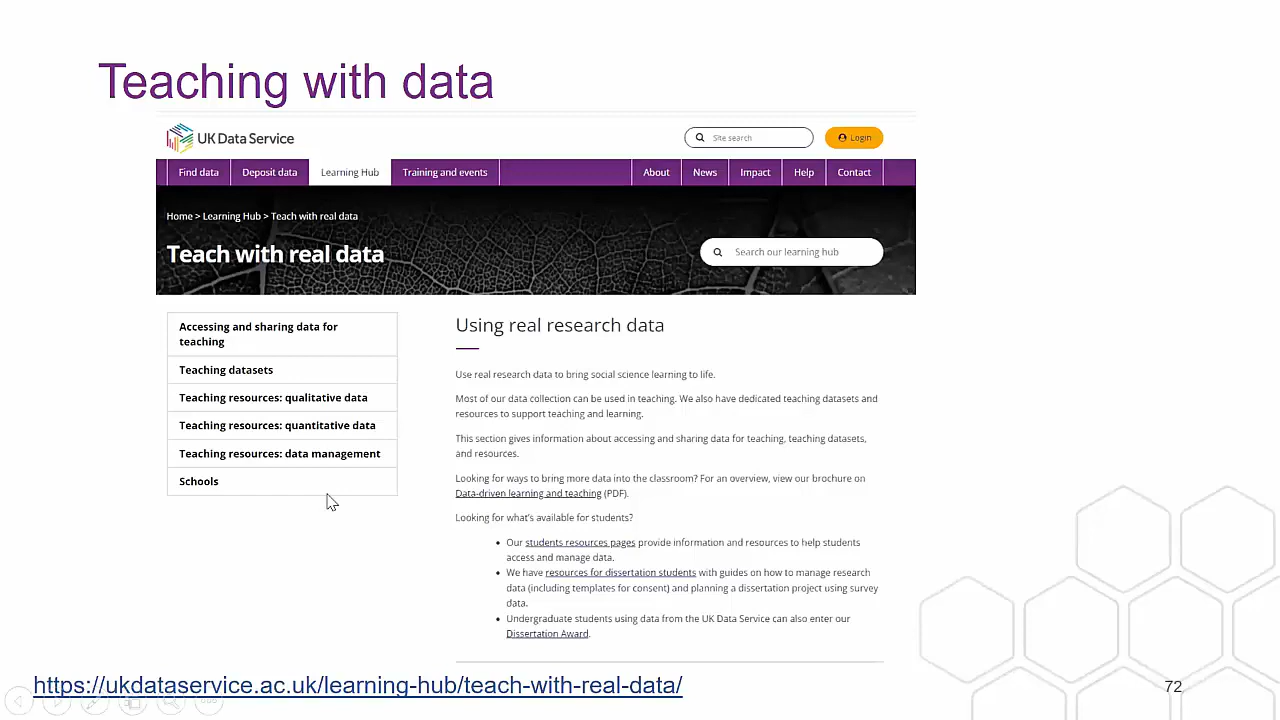 Teaching with data
UK Data Service
Site search
Login
Find data
Deposit data
Learning Hub
Training and events
About
News
Impact
Help
Contact
Home > Learning Hub > Teach with real data
Teach with real data
Search our learning hub
Accessing and sharing data for
teaching
Teaching datasets
Teaching resources: qualitative data
Teaching resources: quantitative data
Teaching resources: data management
Schools
Using real research data
Use real research data to bring social science learning to life.
Most of our data collection can be used in teaching. We also have dedicated teaching datasets and
resources to support teaching and learning.
This section gives information about accessing and sharing data for teaching, teaching datasets,
and resources.
Looking for ways to bring more data into the classroom? For an overview, view our brochure on
Data-driven learning and teaching (PDF).
Looking for what's available for students?
• Our students resources pages provide information and resources to help students
access and manage data.
• We have resources for dissertation students with guides on how to manage research
data (including templates for consent) and planning a dissertation project using survey
data.
• Undergraduate students using data from the UK Data Service can also enter our
Dissertation Award.
https://ukdataservice.ac.uk/learning-hub/teach-with-real-data/
72